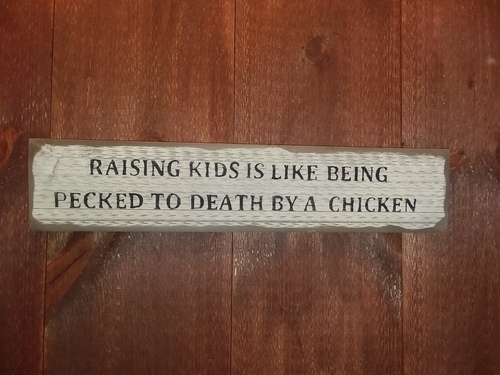 RAISING KIDS IS LIKE BEING
PECKED TO DEATH BY A CHICKEN